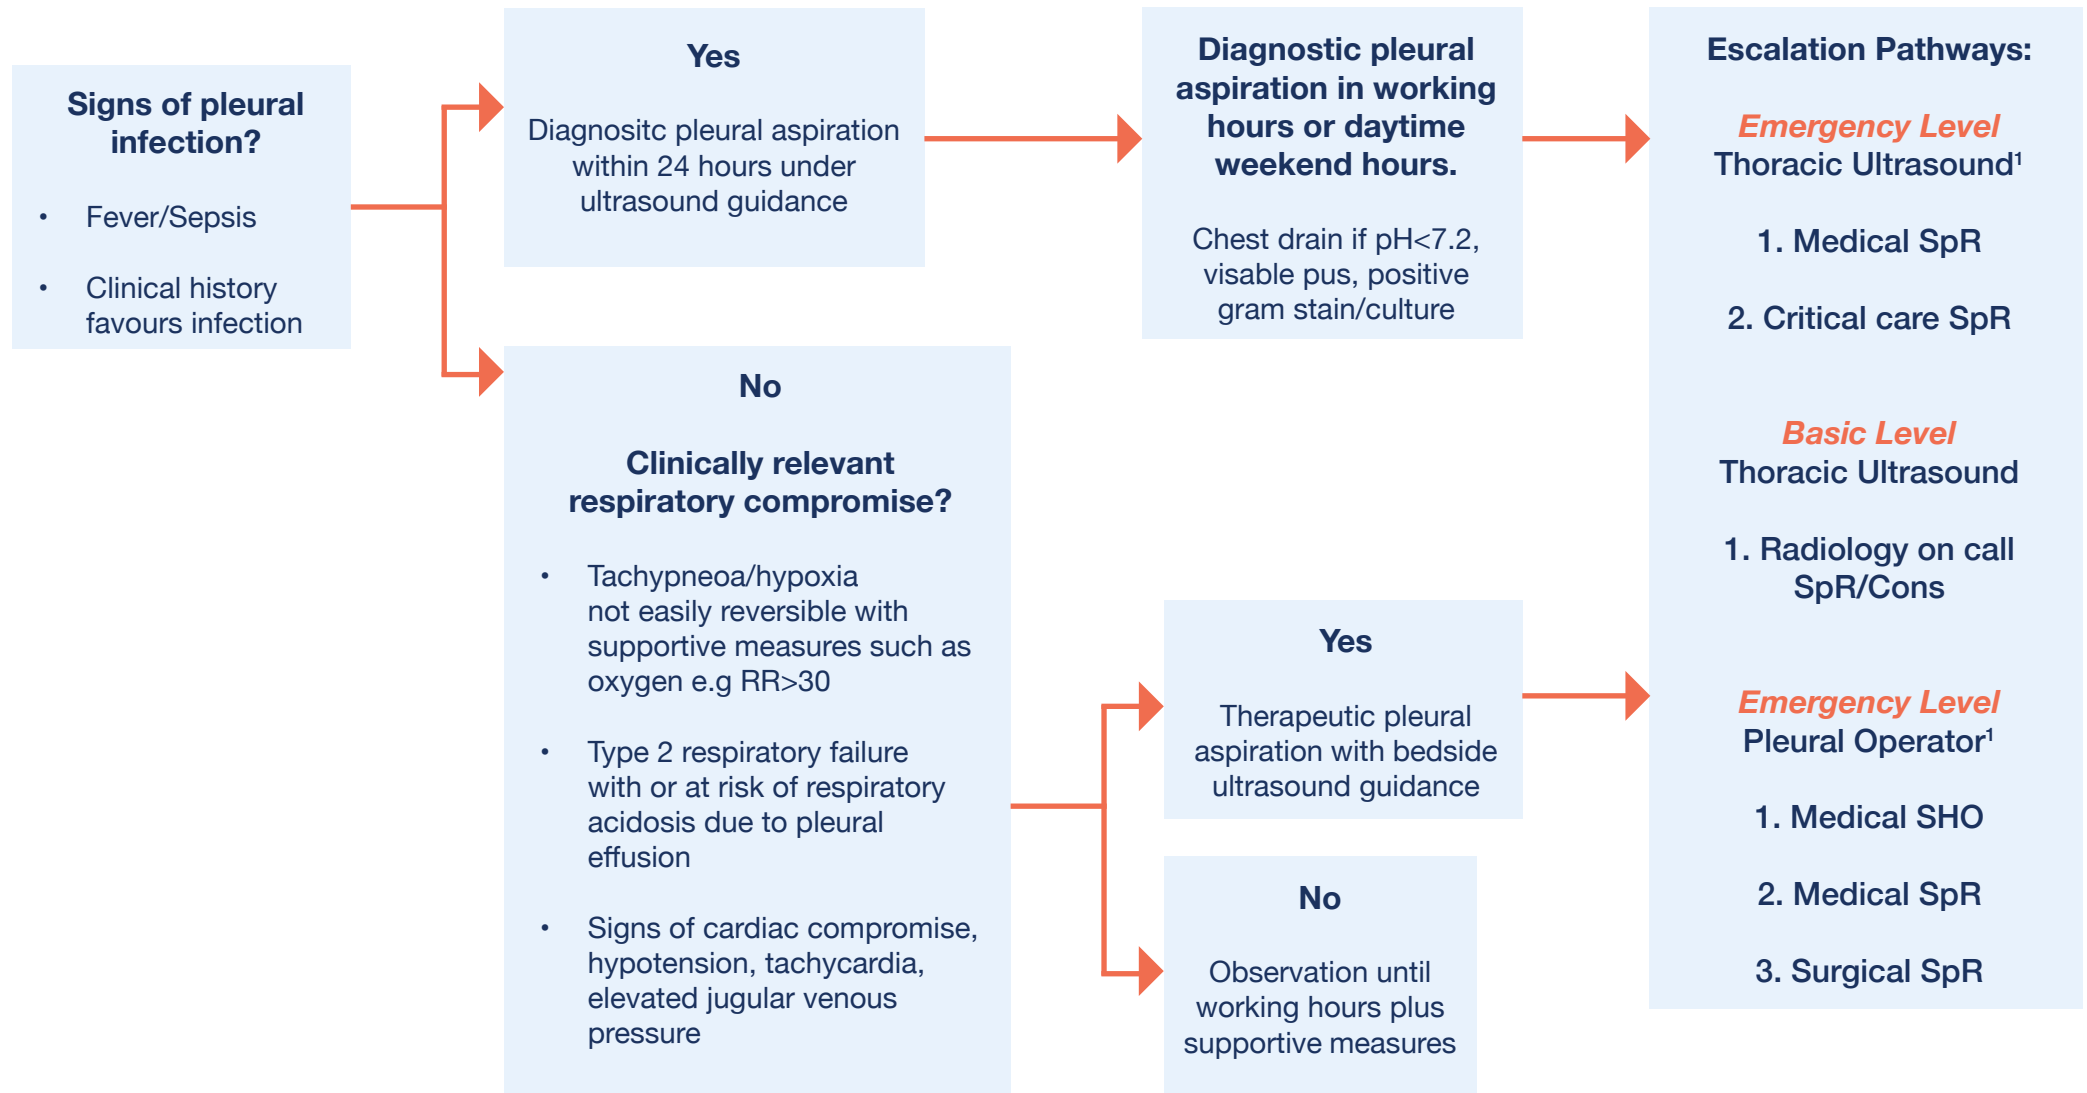 Signs of pleural
infection?
• Fever/Sepsis
• Clinical history
favours infection
Yes
Diagnositc pleural aspiration
within 24 hours under
ultrasound guidance
Diagnostic pleural
aspiration in working
hours or daytime
weekend hours.
Chest drain if pH<7.2,
visable pus, positive
gram stain/culture
No
Clinically relevant
respiratory compromise?
• Tachypneoa/hypoxia
not easily reversible with
supportive measures such as
oxygen e.g RR>30
• Type 2 respiratory failure
with or at risk of respiratory
acidosis due to pleural
effusion
• Signs of cardiac compromise,
hypotension, tachycardia,
elevated jugular venous
pressure
Yes
Therapeutic pleural
aspiration with bedside
ultrasound guidance
No
Observation until
working hours plus
supportive measures
Escalation Pathways:
Emergency Level
Thoracic Ultrasound¹
1. Medical SpR
2. Critical care SpR
Basic Level
Thoracic Ultrasound
1. Radiology on call
SpR/Cons
Emergency Level
Pleural Operator¹
1. Medical SHO
2. Medical SpR
3. Surgical SpR